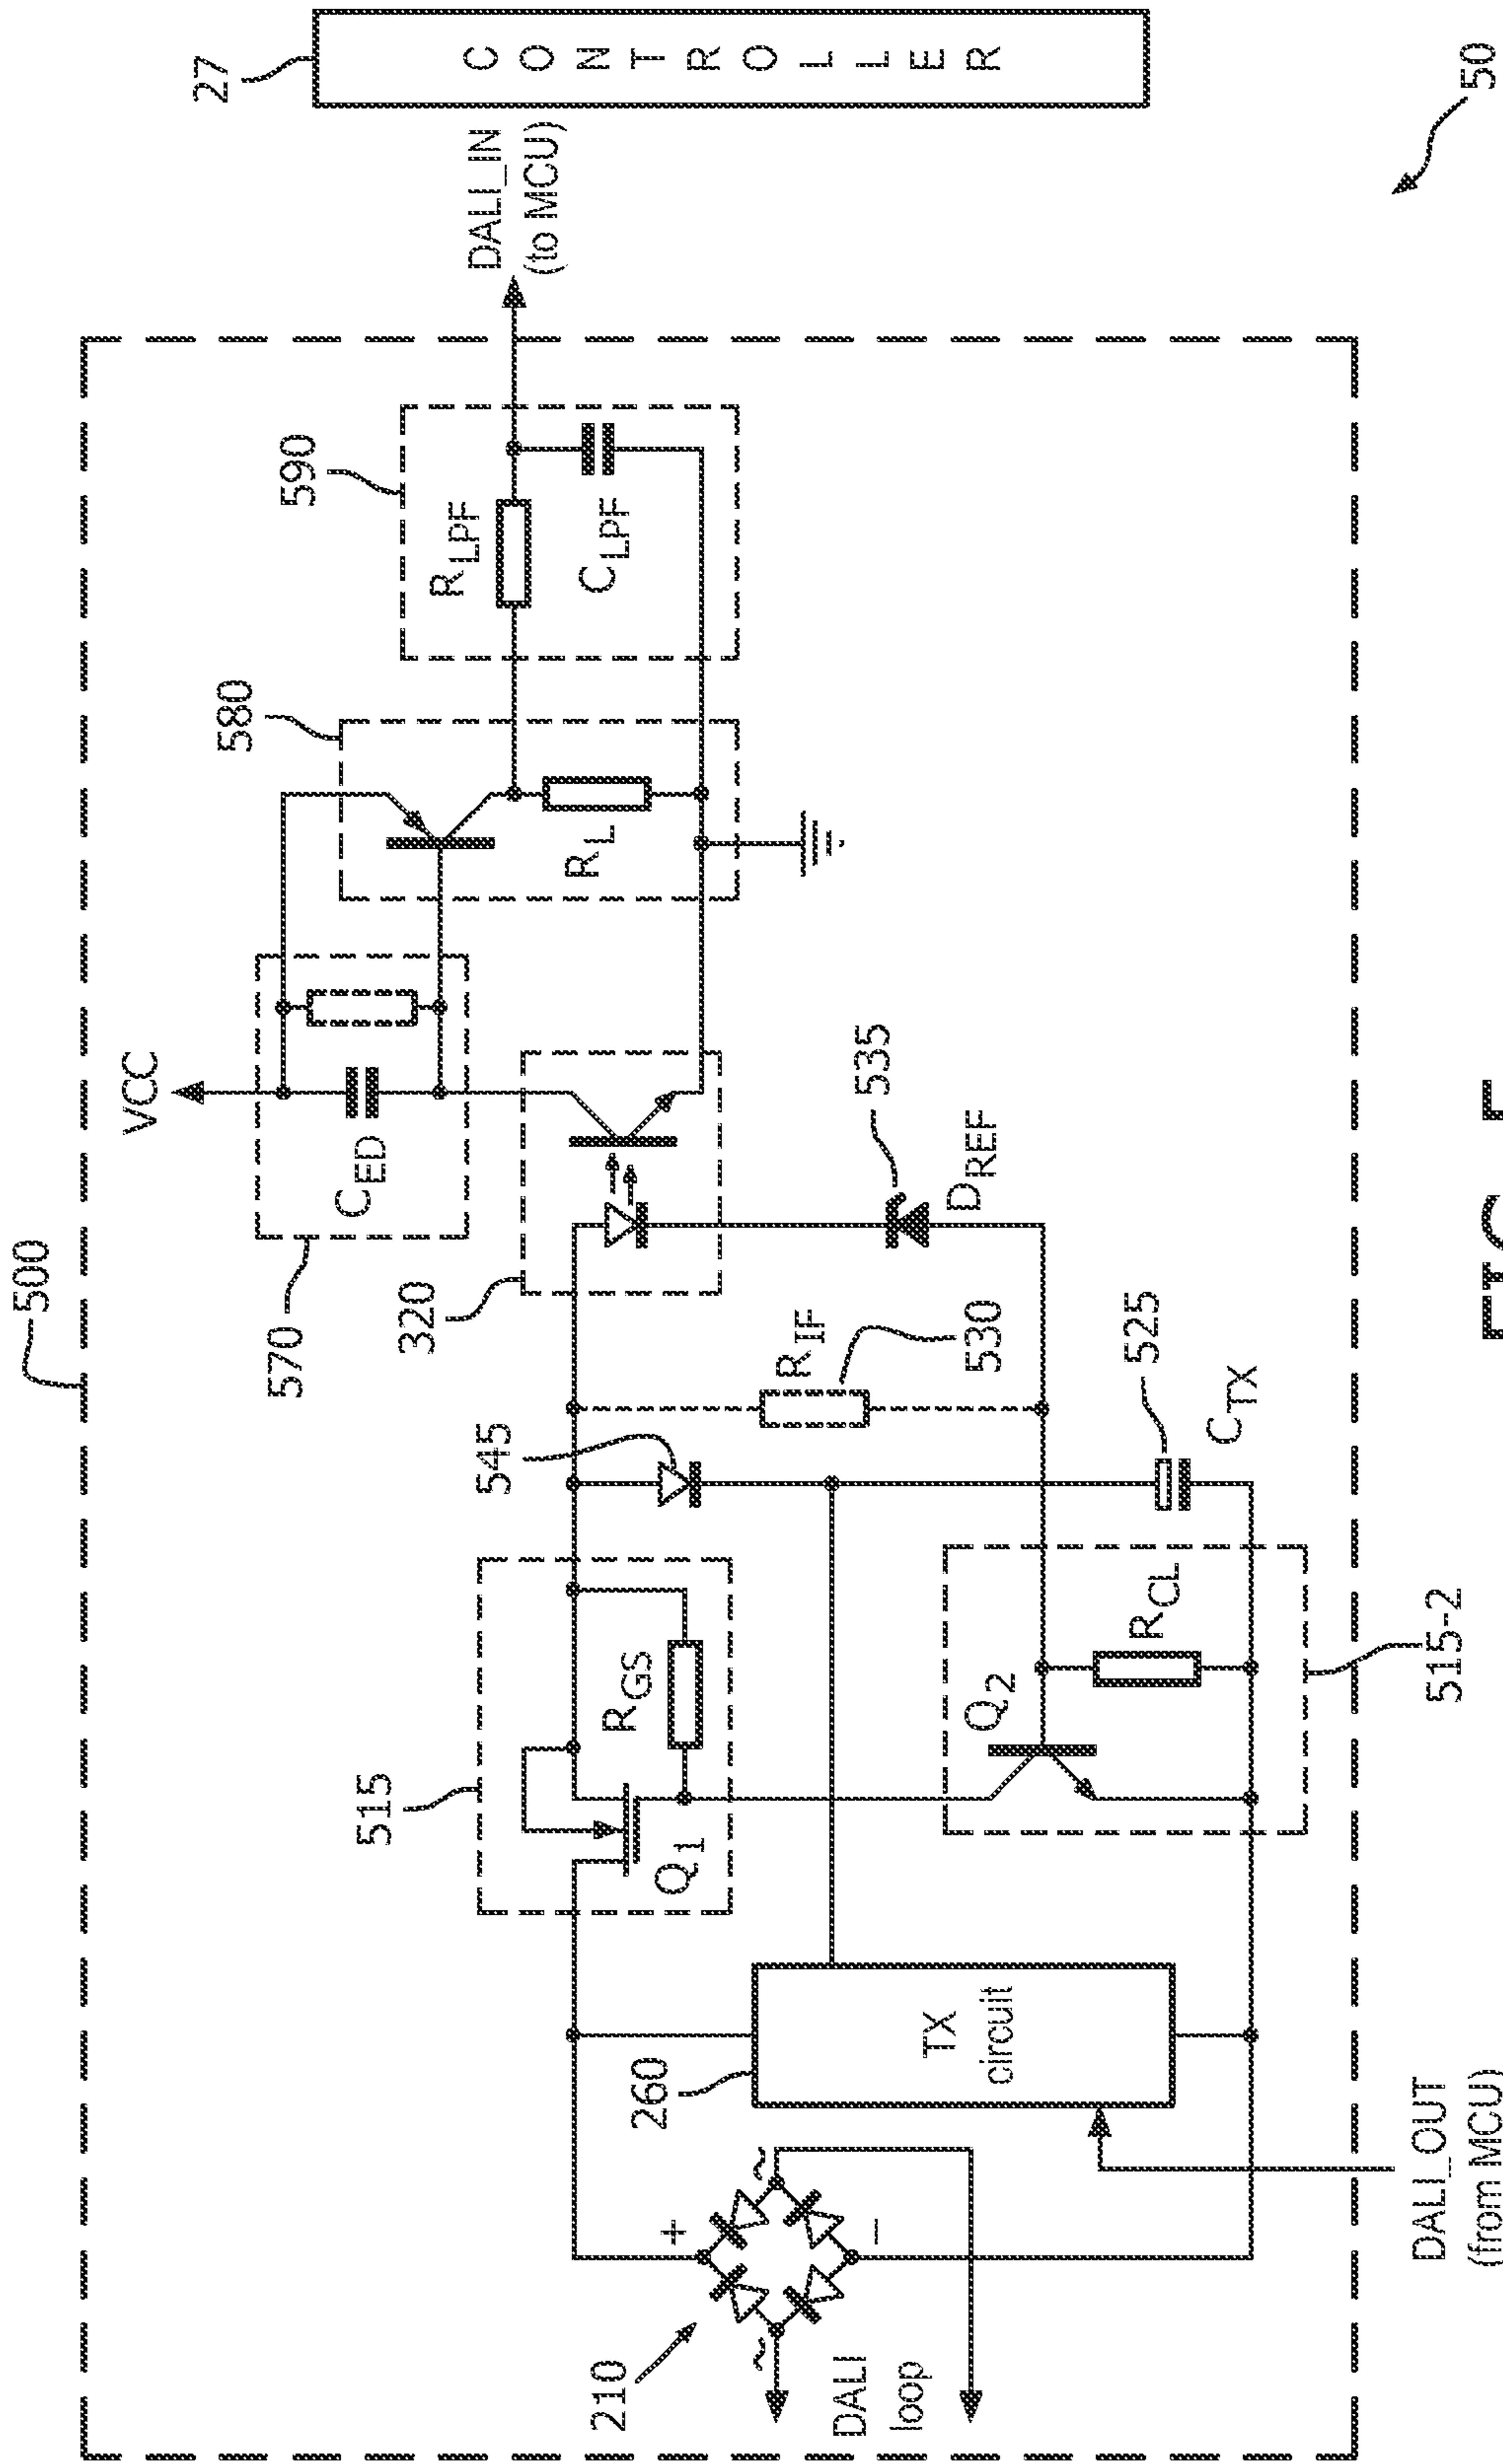 500
VCC
570
C_ED
580
590
R_LPF
C_LPF
R_L
DALI_IN
(to MCU)
27
CONTROLLER
320
545
515
R_GS
Q_1
R_IF
530
535
D_REF
210
+
−
~
~
DALI
loop
260
TX
circuit
Q_2
R_CL
525
C_TX
515-2
DALI_OUT
(from MCU)
50